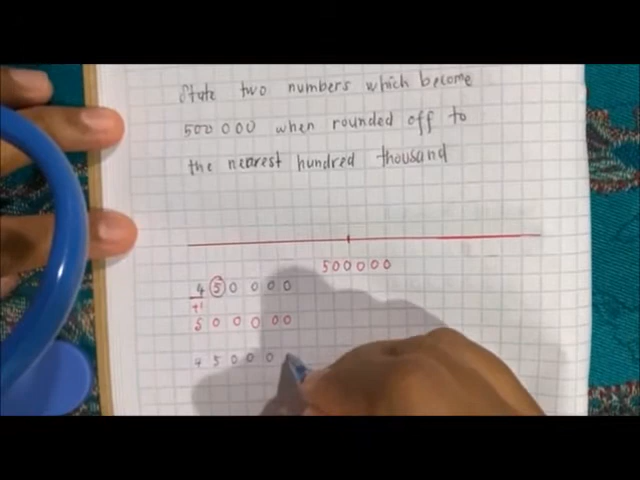 State two numbers which become
500 000 when rounded off to
the nearest hundred thousand
500000
450000
+1
500000
45000